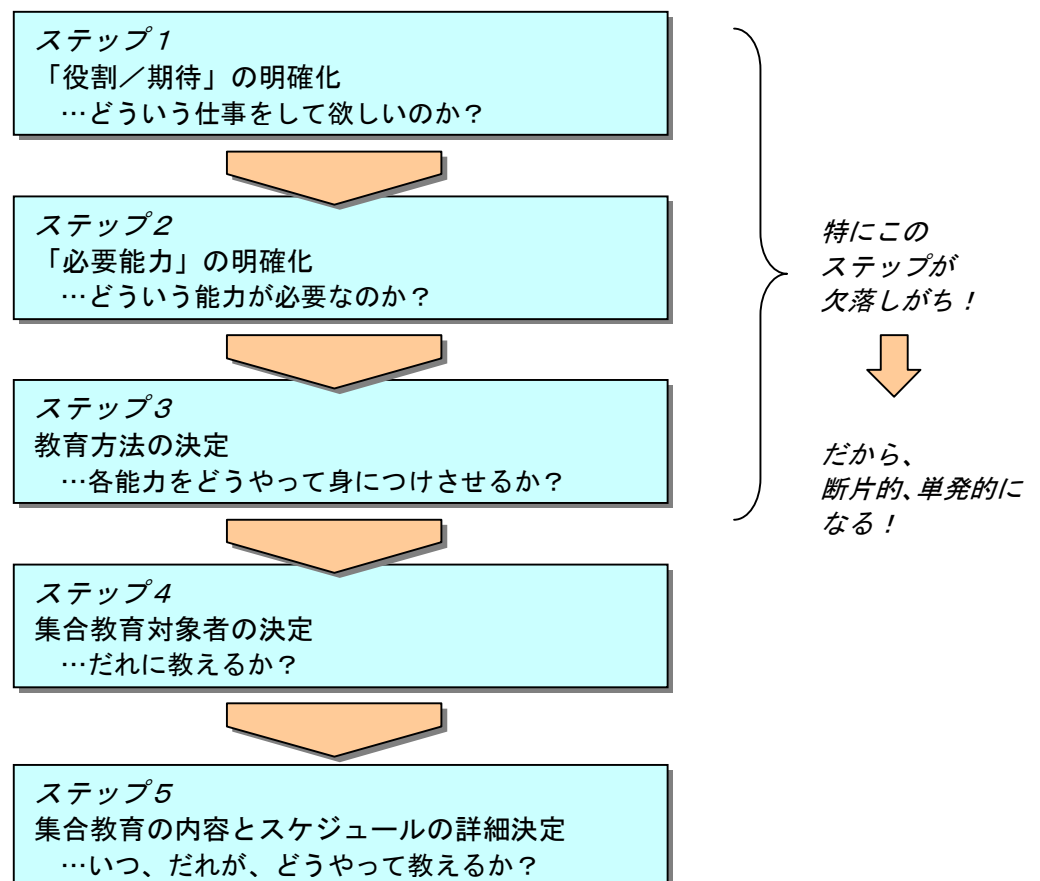 ステップ1
「役割／期待」の明確化
…どういう仕事をして欲しいのか？
ステップ2
「必要能力」の明確化
…どういう能力が必要なのか？
ステップ3
教育方法の決定
…各能力をどうやって身につけさせるか？
ステップ4
集合教育対象者の決定
…だれに教えるか？
ステップ5
集合教育の内容とスケジュールの詳細決定
…いつ、だれが、どうやって教えるか？
特にこの
ステップが
欠落しがち！
だから、
断片的、単発的に
なる！